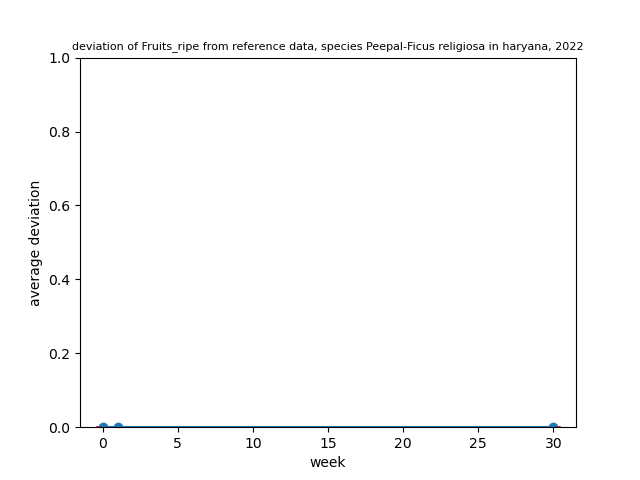 deviation of Fruits_ripe from reference data, species Peepal-Ficus religiosa in haryana, 2022
1.0
0.8
0.6
0.4
0.2
0.0
average deviation
0 5 10 15 20 25 30
week